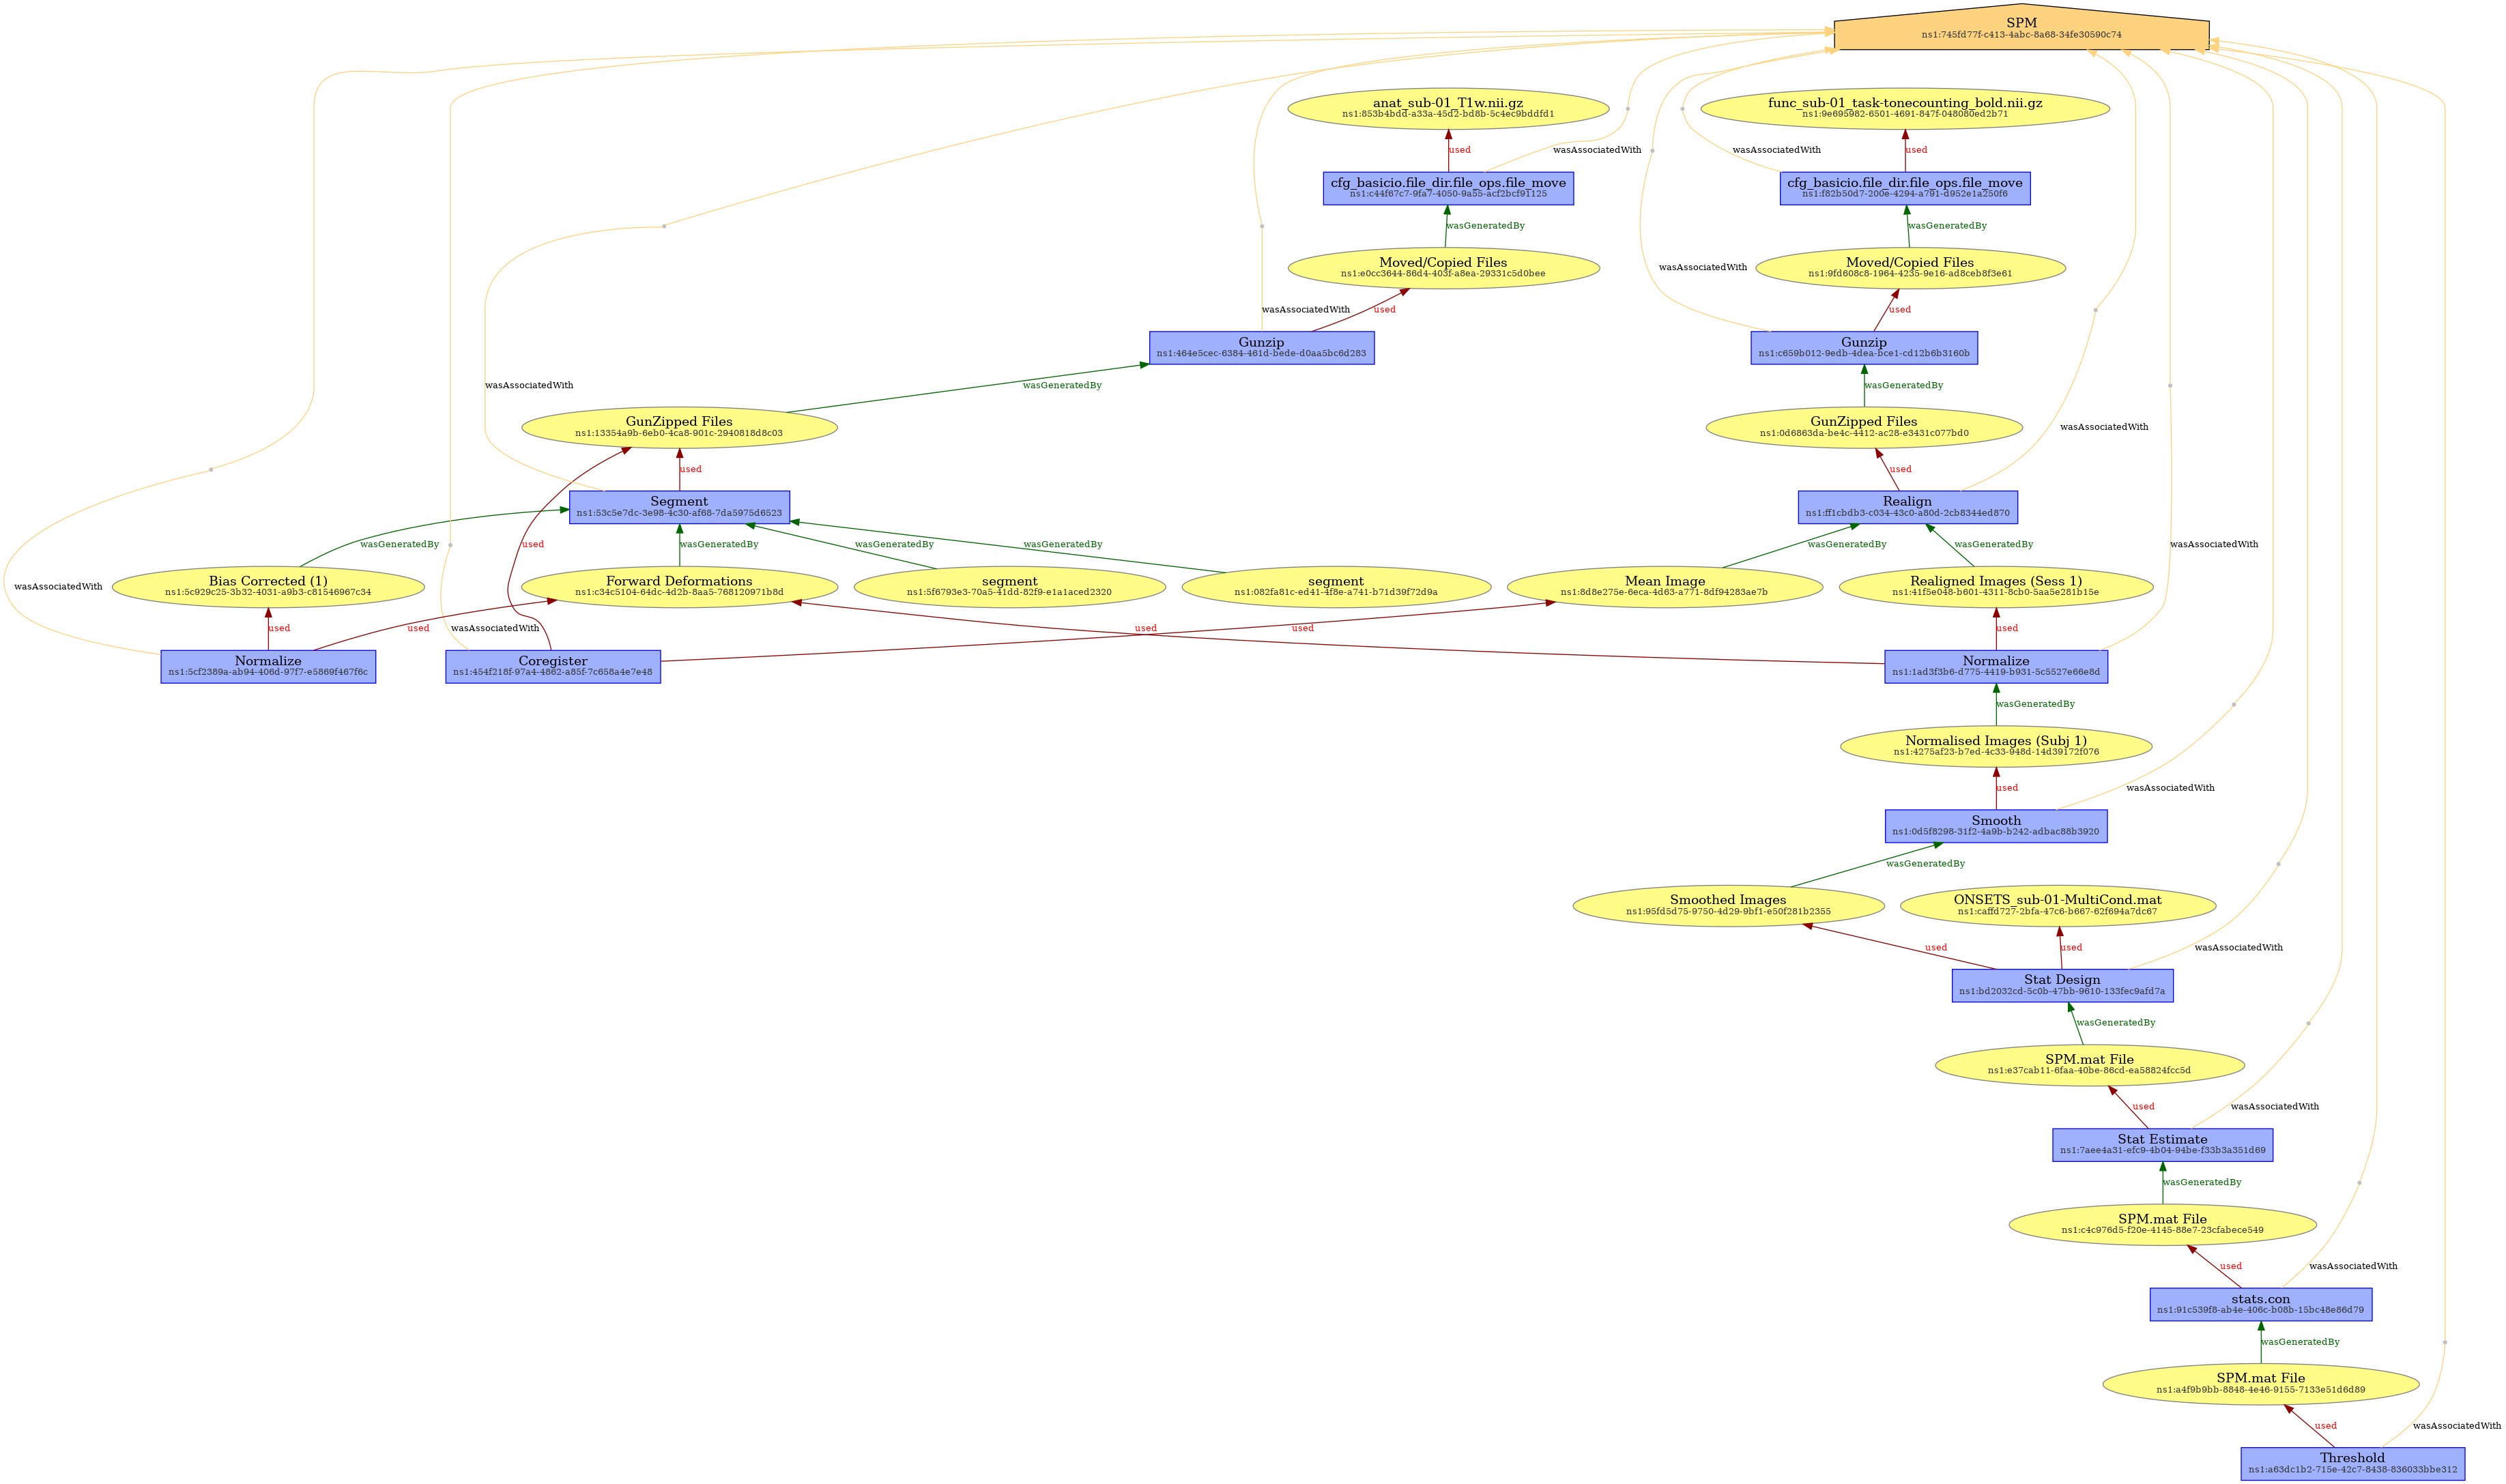 SPM
ns1:745fd77f-c413-4abc-8a68-34fe30590c74
anat_sub-01_T1w.nii.gz
ns1:853b4bdd-a33a-45d2-bd8b-5c4ec9bddfd1
func_sub-01_task-tonecounting_bold.nii.gz
ns1:9e695982-6501-4691-847f-048080ed2b71
used
wasAssociatedWith
wasAssociatedWith
used
cfg_basicio.file_dir.file_ops.file_move
ns1:c44f67c7-9fa7-4050-9a55-acf2bcf91125
cfg_basicio.file_dir.file_ops.file_move
ns1:f82b50d7-200e-4294-a791-d952e1a250f6
wasGeneratedBy
wasGeneratedBy
Moved/Copied Files
ns1:e0cc3644-86d4-403f-a8ea-29331c5d0bee
wasAssociatedWith
Moved/Copied Files
ns1:9fd608c8-1964-4235-9e16-ad8ceb8f3e61
wasAssociatedWith
used
used
Gunzip
ns1:464e5cec-6384-461d-bede-d0aa5bc6d283
Gunzip
ns1:c659b012-9edb-4dea-bce1-cd12b6b3160b
wasAssociatedWith
wasGeneratedBy
wasGeneratedBy
GunZipped Files
ns1:13354a9b-6eb0-4ca8-901c-2940818d8c03
GunZipped Files
ns1:0d6863da-be4c-4412-ac28-e3431c077bd0
wasAssociatedWith
used
used
Segment
ns1:53c5e7dc-3e98-4c30-af68-7da5975d6523
Realign
ns1:ff1cbdb3-c034-43c0-a80d-2cb8344ed870
wasGeneratedBy
used
wasGeneratedBy
wasGeneratedBy
wasGeneratedBy
wasGeneratedBy
wasGeneratedBy
wasAssociatedWith
wasAssociatedWith
Bias Corrected (1)
ns1:5c929c25-3b32-4031-a9b3-c81546967c34
Forward Deformations
ns1:c34c5104-64dc-4d2b-8aa5-768120971b8d
segment
ns1:5f6793e3-70a5-41dd-82f9-e1a1aced2320
segment
ns1:082fa81c-ed41-4f8e-a741-b71d39f72d9a
Mean Image
ns1:8d8e275e-6eca-4d63-a771-8df94283ae7b
Realigned Images (Sess 1)
ns1:41f5e048-b601-4311-8cb0-5aa5e281b15e
used
used
wasAssociatedWith
used
used
used
Normalize
ns1:5cf2389a-ab94-406d-97f7-e5869f467f6c
Coregister
ns1:454f218f-97a4-4862-a85f-7c658a4e7e48
Normalize
ns1:1ad3f3b6-d775-4419-b931-5c5527e66e8d
wasGeneratedBy
Normalised Images (Subj 1)
ns1:4275af23-b7ed-4c33-948d-14d39172f076
used
wasAssociatedWith
Smooth
ns1:0d5f8298-31f2-4a9b-b242-adbac88b3920
wasGeneratedBy
Smoothed Images
ns1:95fd5d75-9750-4d29-9bf1-e50f281b2355
ONSETS_sub-01-MultiCond.mat
ns1:caffd727-2bfa-47c6-b667-62f694a7dc67
used
used
wasAssociatedWith
Stat Design
ns1:bd2032cd-5c0b-47bb-9610-133fec9afd7a
wasGeneratedBy
SPM.mat File
ns1:e37cab11-6faa-40be-86cd-ea58824fcc5d
used
wasAssociatedWith
Stat Estimate
ns1:7aee4a31-efc9-4b04-94be-f33b3a351d69
wasGeneratedBy
SPM.mat File
ns1:c4c976d5-f20e-4145-88e7-23cfabece549
used
wasAssociatedWith
stats.con
ns1:91c539f8-ab4e-406c-b08b-15bc48e86d79
wasGeneratedBy
SPM.mat File
ns1:a4f9b9bb-8848-4e46-9155-7133e51d6d89
used
wasAssociatedWith
Threshold
ns1:a63dc1b2-715e-42c7-8438-836033bbe312